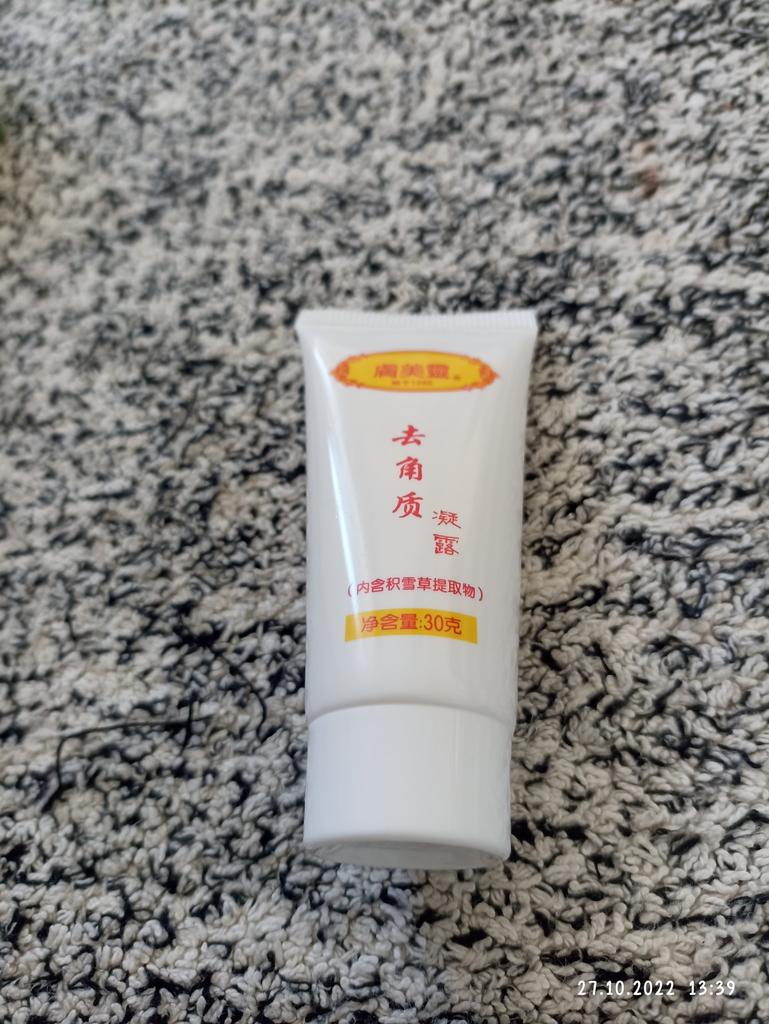 膚美靈
去角质
凝露
（内含积雪草提取物）
净含量:30克
27.10.2022 13:39